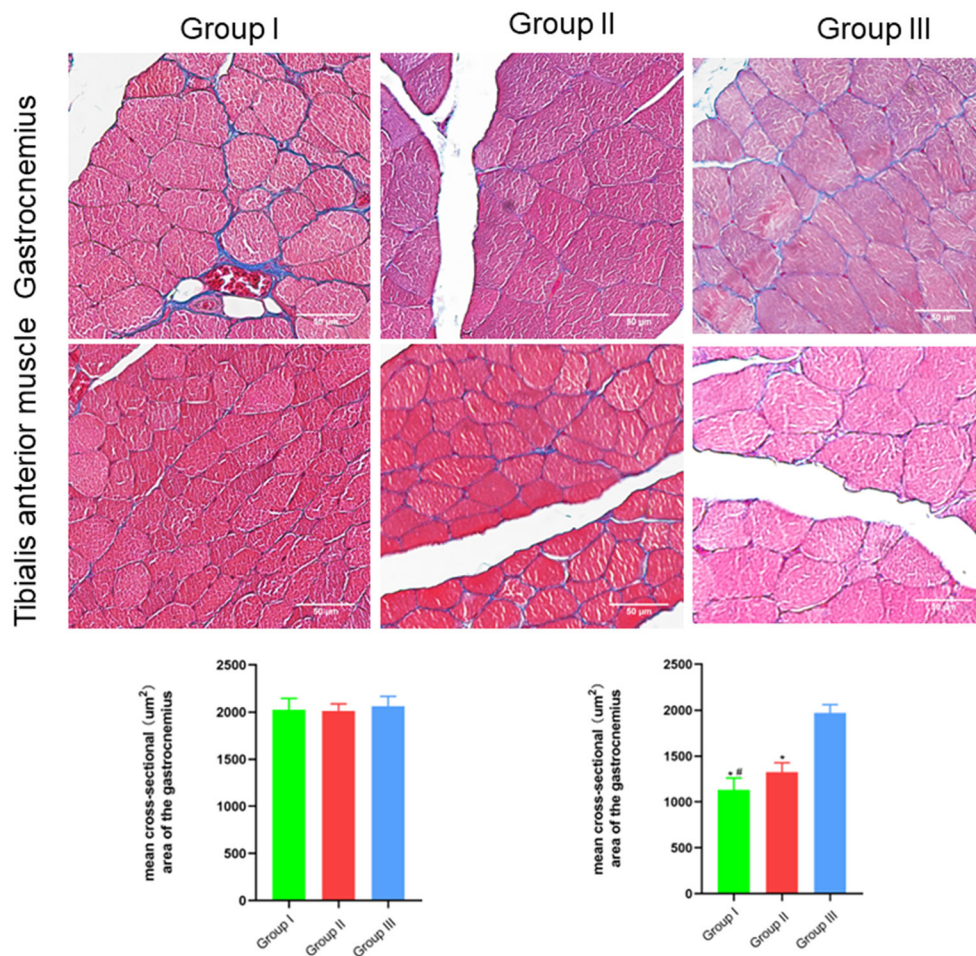 Group I
Group II
Group III
Gastrocnemius
50 μm
50 μm
50 μm
Tibialis anterior muscle
50 μm
50 μm
50 μm
mean cross-sectional (um²)
area of the gastrocnemius
2500
2000
1500
1000
500
0
Group I
Group II
Group III
mean cross-sectional (um²)
area of the gastrocnemius
2500
2000
1500
1000
500
0
* #
*
Group I
Group II
Group III